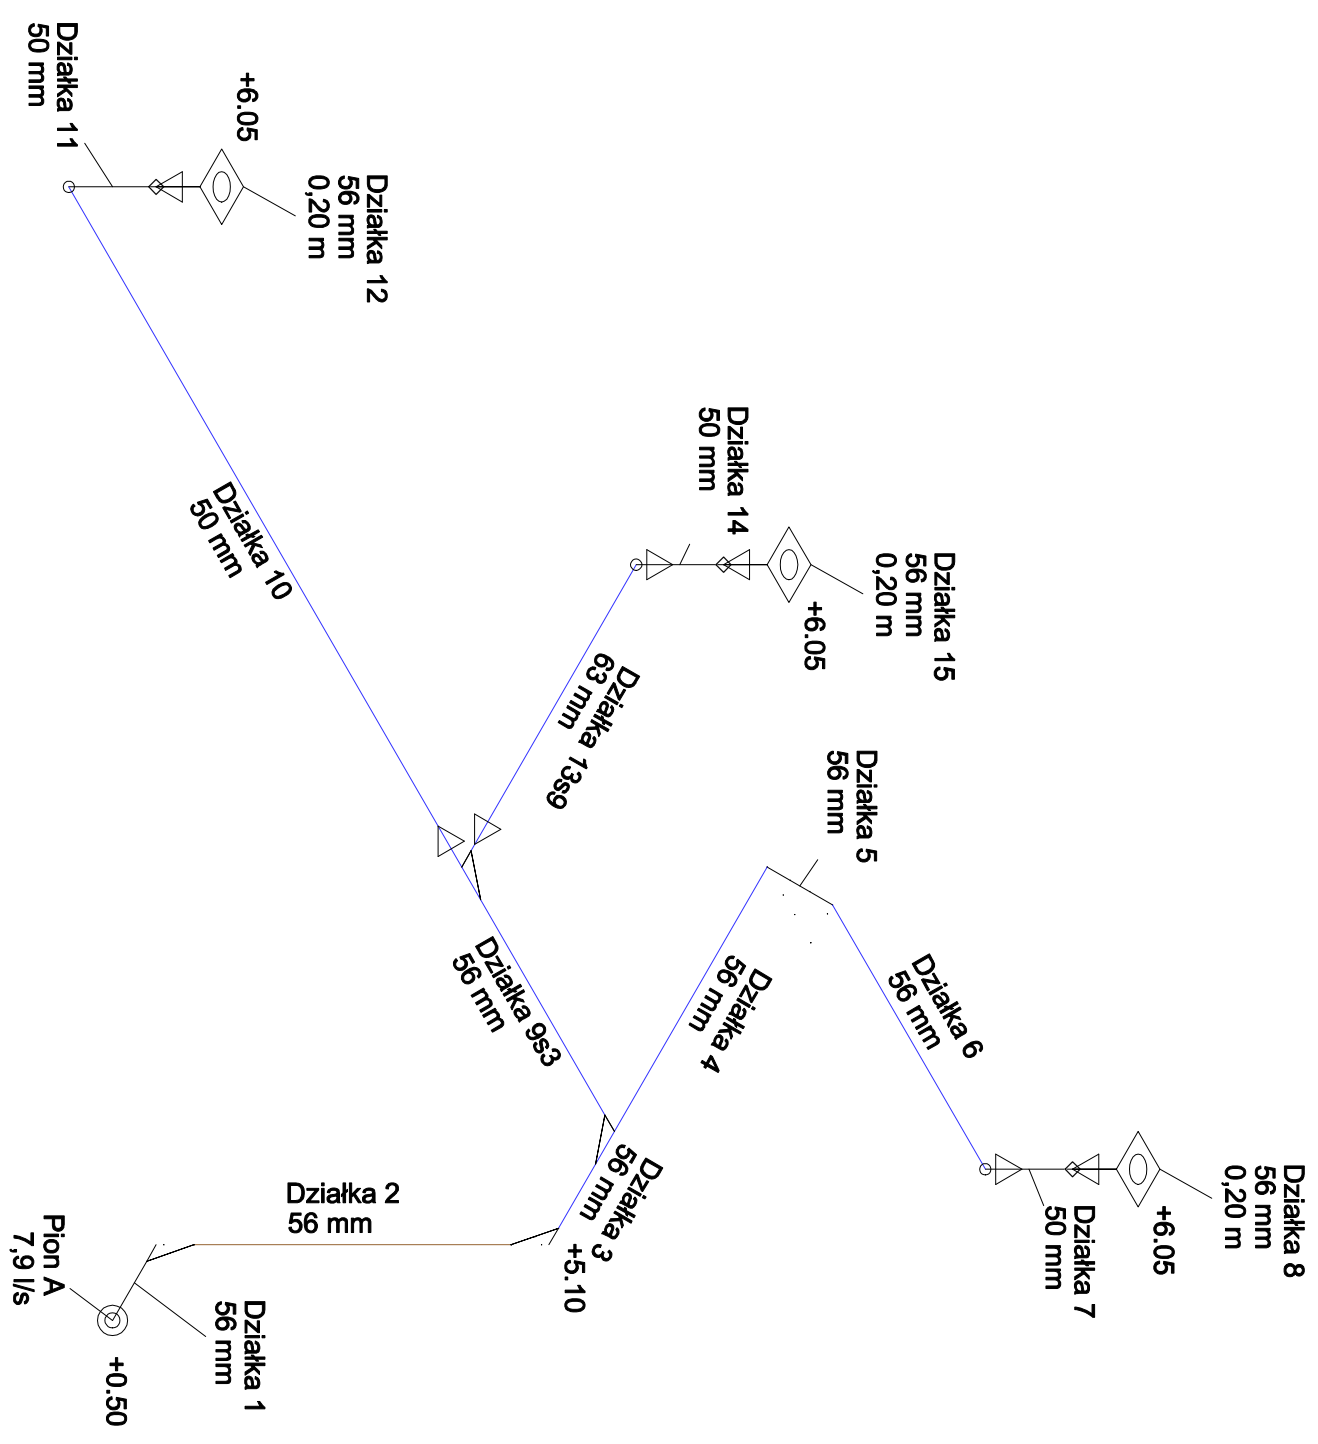 Działka 11
50 mm
+6.05
Działka 12
56 mm
0,20 m
Działka 10
50 mm
Działka 14
50 mm
Działka 15
56 mm
0,20 m
+6.05
Działka 13s9
63 mm
Działka 5
56 mm
Działka 9s3
56 mm
Działka 4
56 mm
Działka 6
56 mm
Działka 8
56 mm
0,20 m
+6.05
Działka 7
50 mm
Działka 3
56 mm
+5.10
Działka 2
56 mm
Pion A
7,9 l/s
Działka 1
56 mm
+0.50